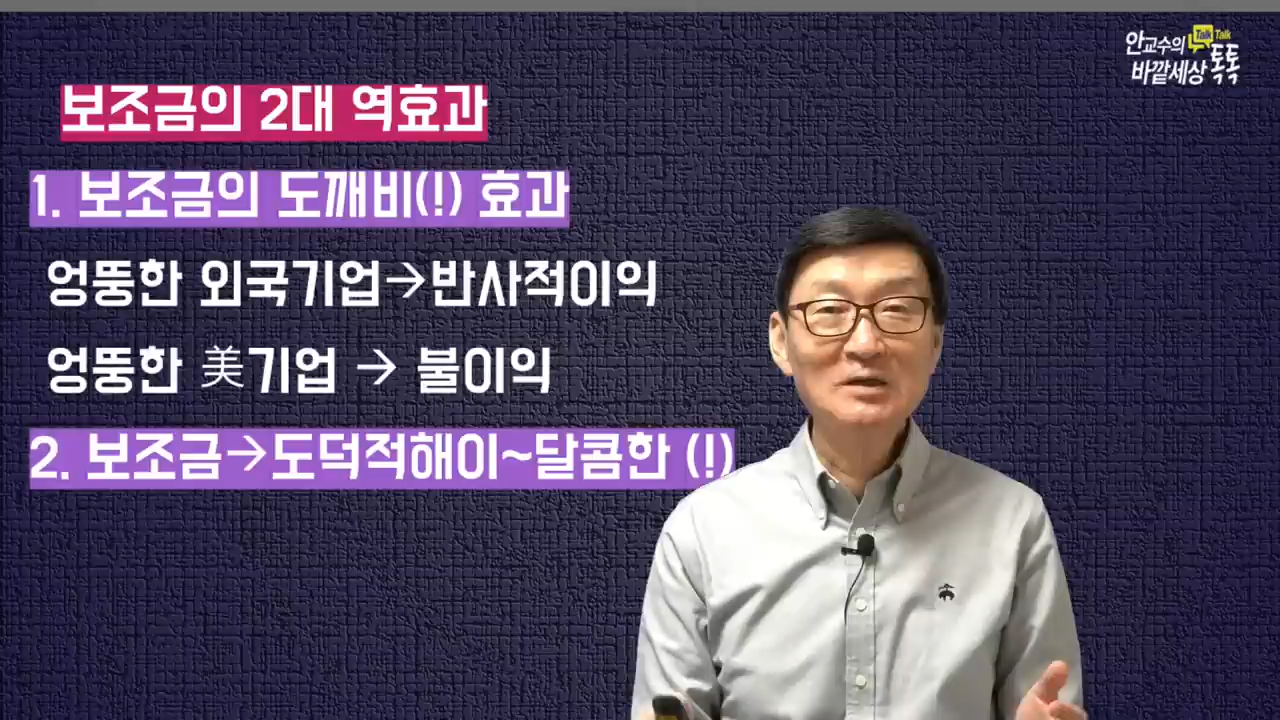 안교수의 Talk Talk
바깥세상 톡톡
보조금의 2대 역효과
1. 보조금의 도깨비(!) 효과
엉뚱한 외국기업→반사적이익
엉뚱한 美기업 → 불이익
2. 보조금→도덕적해이~달콤한 (!)